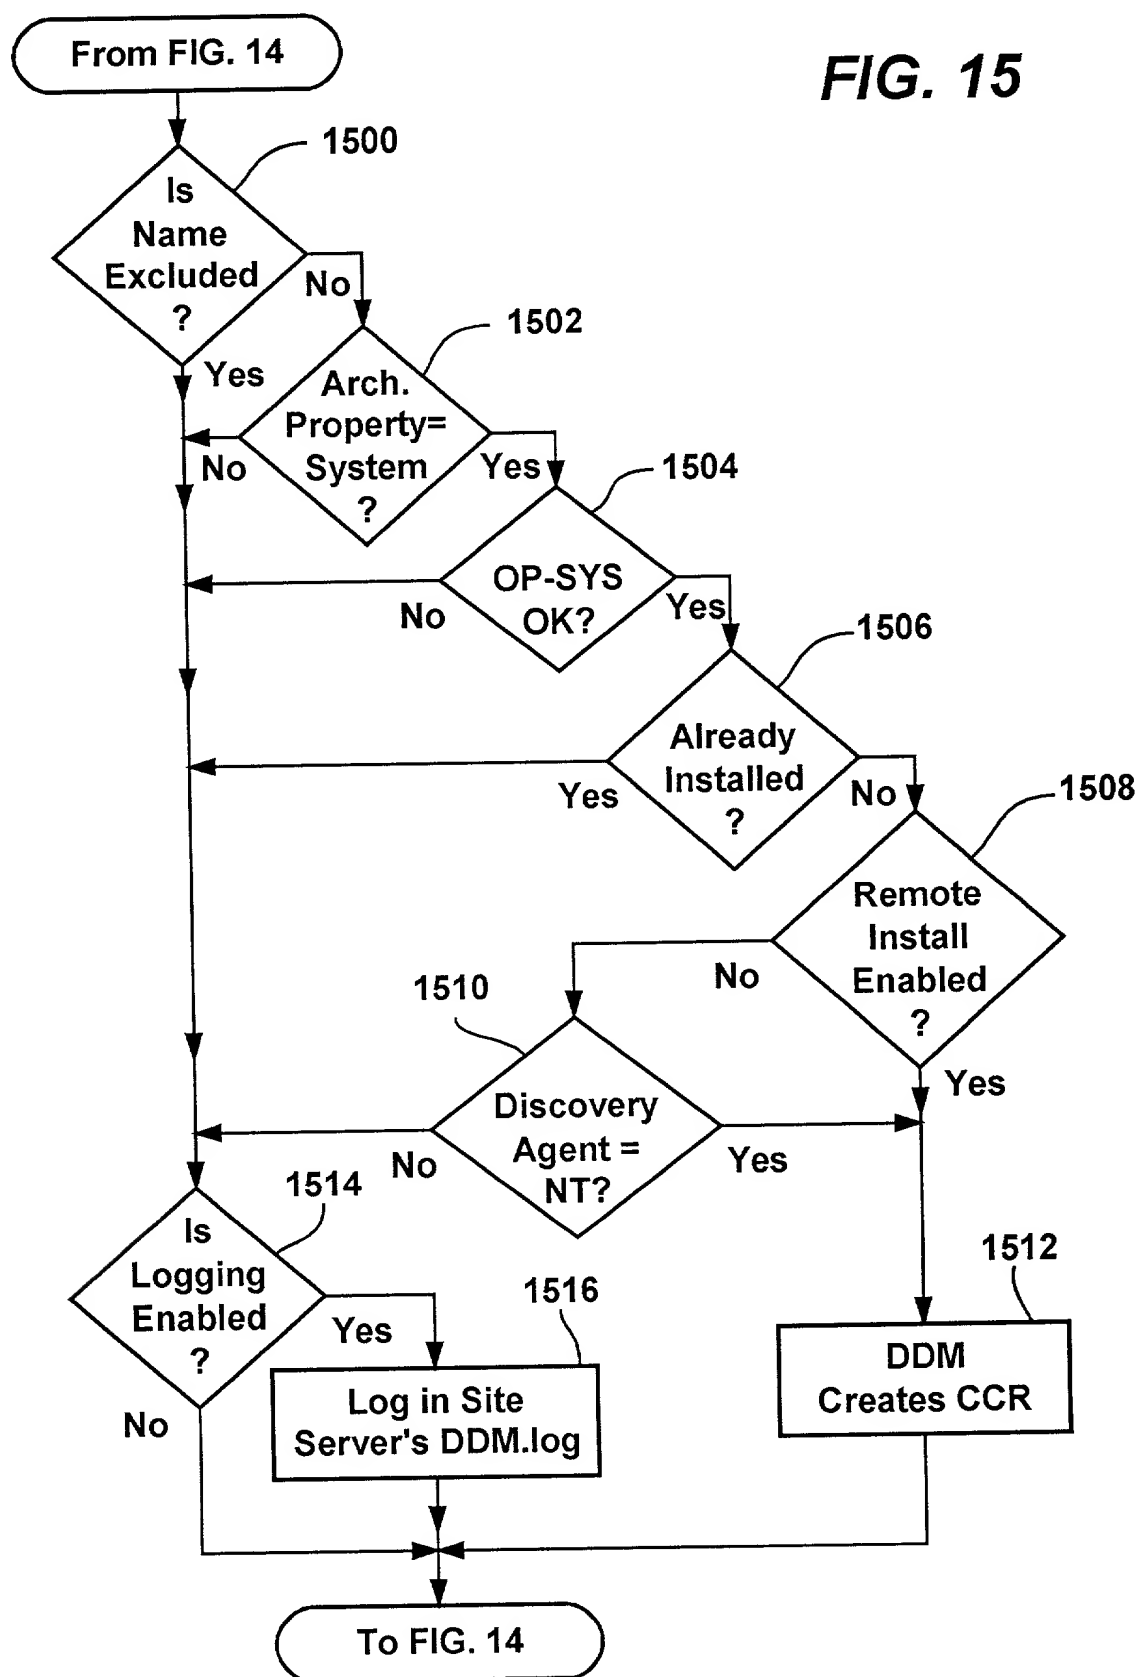 From FIG. 14
FIG. 15
1500
Is
Name
Excluded
?
No
Yes
1502
Arch.
Property=
System
?
No
Yes
1504
OP-SYS
OK?
No
Yes
1506
Already
Installed
?
Yes
No
1508
Remote
Install
Enabled
?
No
Yes
1510
Discovery
Agent =
NT?
No
Yes
1514
Is
Logging
Enabled
?
Yes
No
1516
Log in Site
Server's DDM.log
1512
DDM
Creates CCR
To FIG. 14